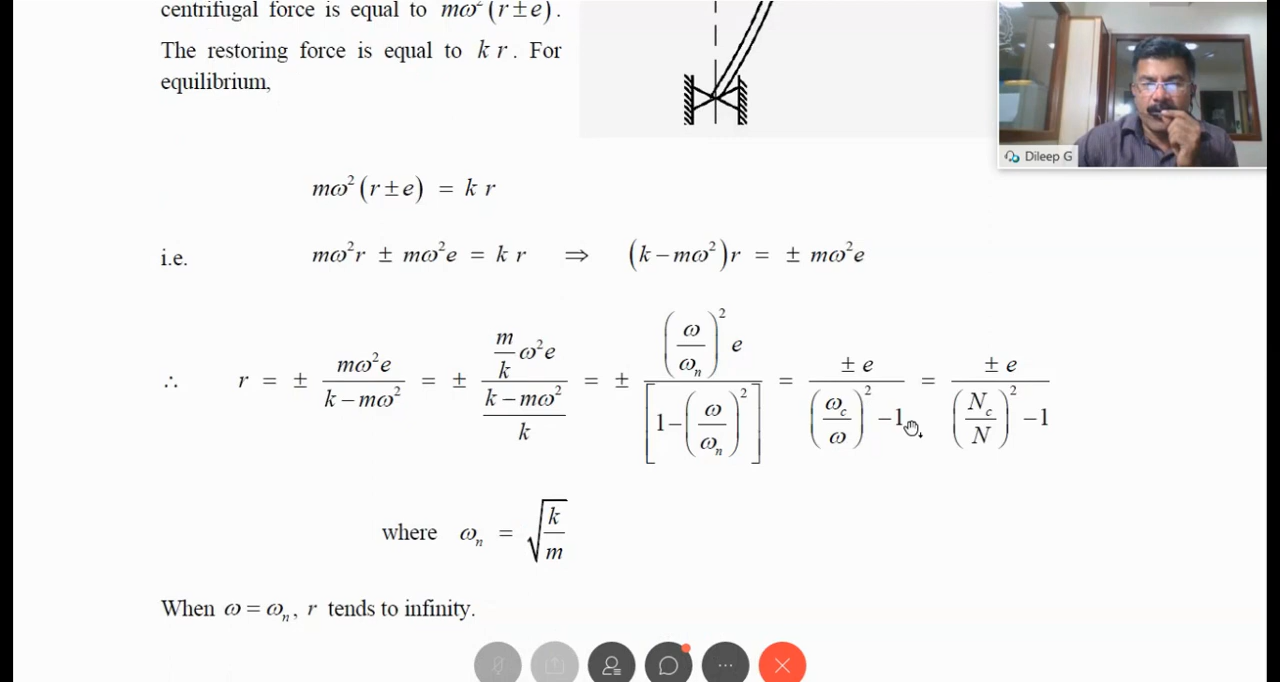 centrifugal force is equal to mω²(r±e).
The restoring force is equal to k r. For
equilibrium,
Dileep G
mω²(r±e) = k r
i.e. mω²r ± mω²e = k r ⇒ (k−mω²)r = ± mω²e
∴ r = ± mω²e/(k−mω²) = ± ((m/k)ω²e)/((k−mω²)/k) = ± ((ω/ωₙ)² e)/[1−(ω/ωₙ)²] = ± e/((ω_c/ω)²−1) = ± e/((N_c/N)²−1)
where ωₙ = √(k/m)
When ω = ωₙ, r tends to infinity.